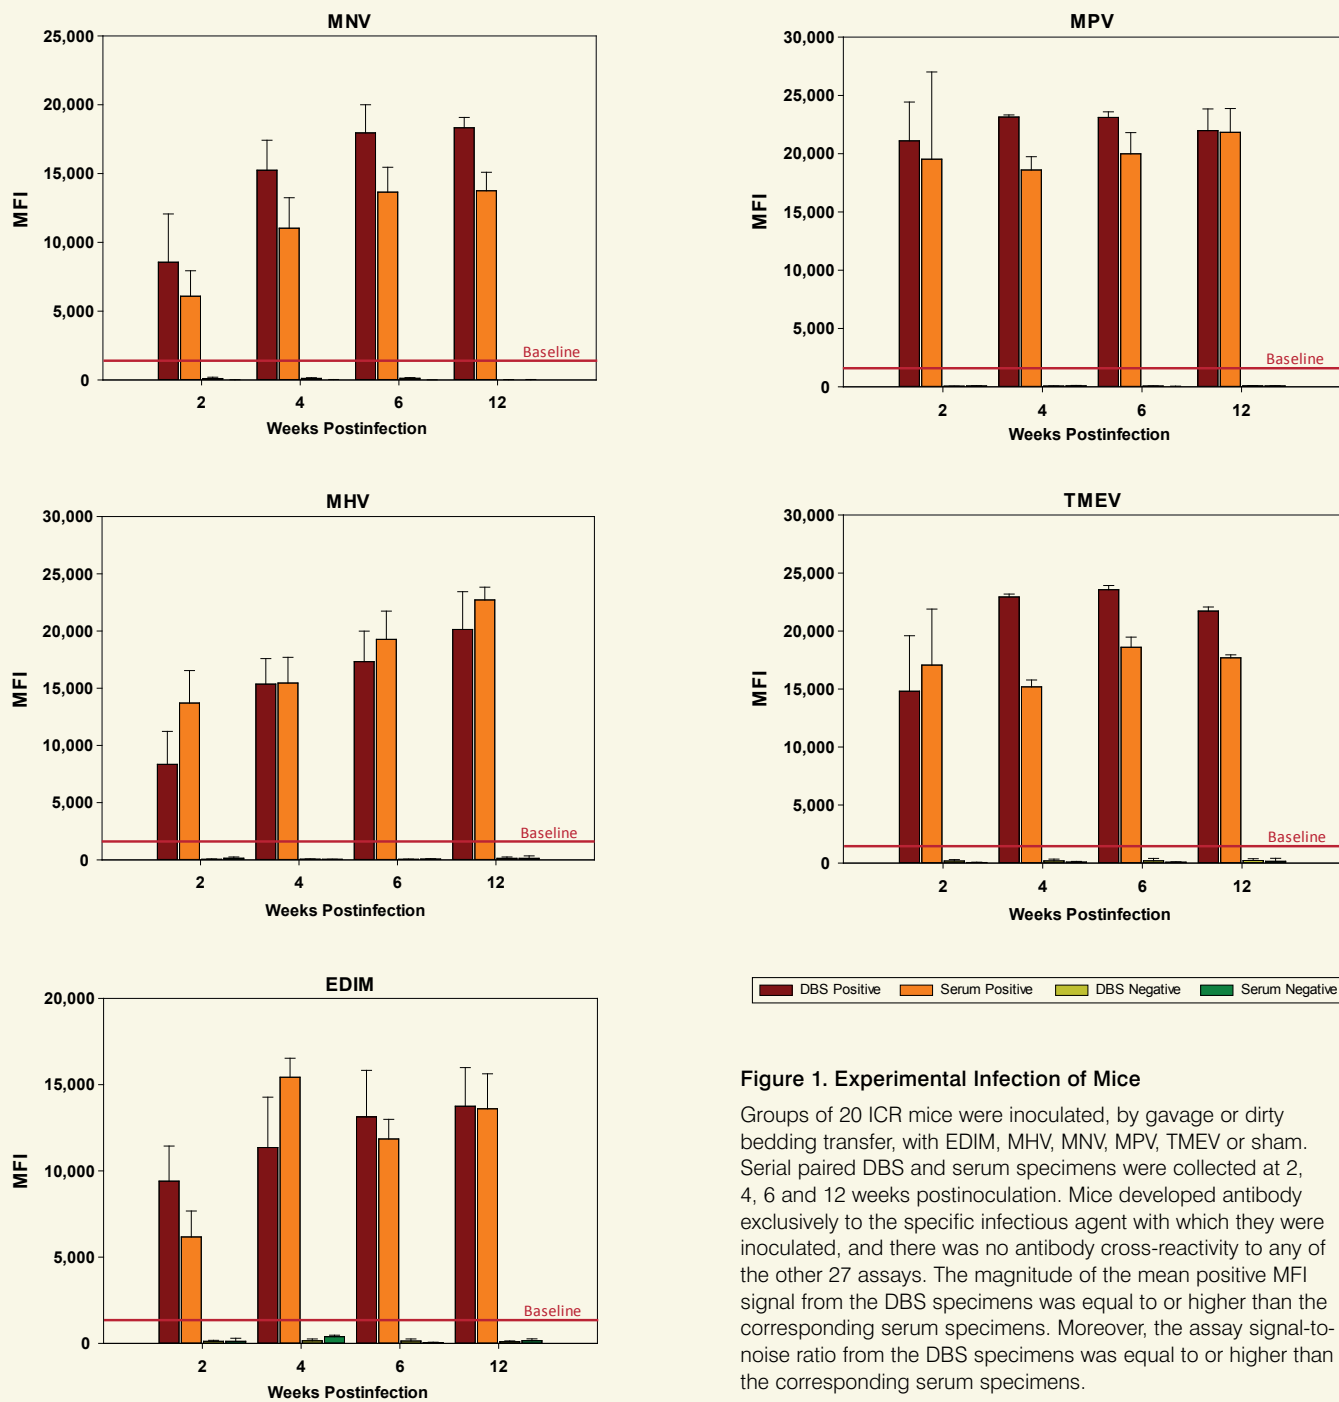 MNV
25,000
20,000
15,000
10,000
5,000
0
MFI
Baseline
2 4 6 12
Weeks Postinfection
MPV
30,000
25,000
20,000
15,000
10,000
5,000
0
MFI
Baseline
2 4 6 12
Weeks Postinfection
MHV
30,000
25,000
20,000
15,000
10,000
5,000
0
MFI
Baseline
2 4 6 12
Weeks Postinfection
TMEV
30,000
25,000
20,000
15,000
10,000
5,000
0
MFI
Baseline
2 4 6 12
Weeks Postinfection
EDIM
20,000
15,000
10,000
5,000
0
MFI
Baseline
2 4 6 12
Weeks Postinfection
DBS Positive Serum Positive DBS Negative Serum Negative
Figure 1. Experimental Infection of Mice
Groups of 20 ICR mice were inoculated, by gavage or dirty
bedding transfer, with EDIM, MHV, MNV, MPV, TMEV or sham.
Serial paired DBS and serum specimens were collected at 2,
4, 6 and 12 weeks postinoculation. Mice developed antibody
exclusively to the specific infectious agent with which they were
inoculated, and there was no antibody cross-reactivity to any of
the other 27 assays. The magnitude of the mean positive MFI
signal from the DBS specimens was equal to or higher than the
corresponding serum specimens. Moreover, the assay signal-to-
noise ratio from the DBS specimens was equal to or higher than
the corresponding serum specimens.